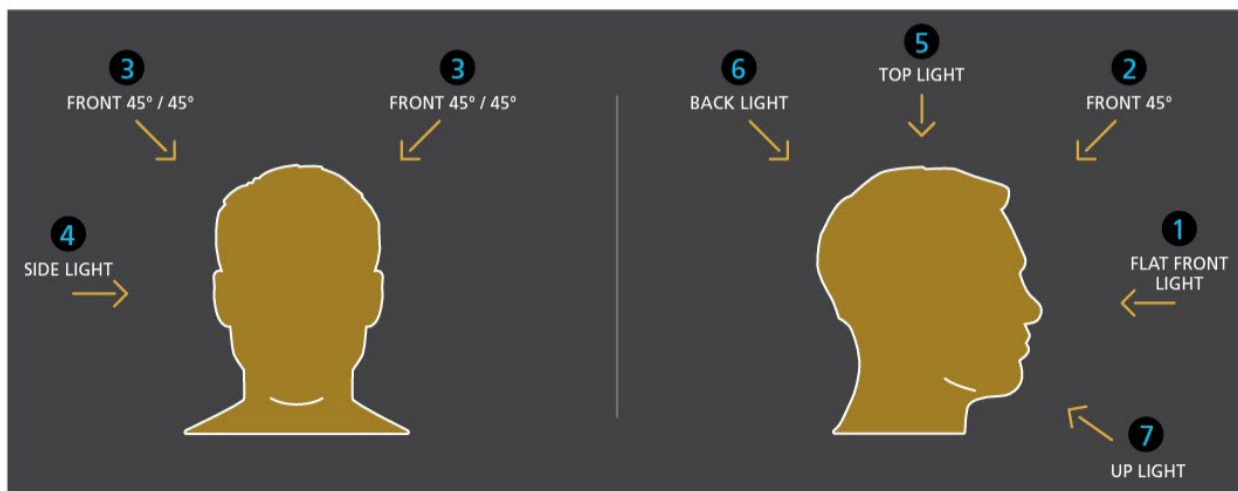 3
FRONT 45° / 45°
3
FRONT 45° / 45°
4
SIDE LIGHT
5
TOP LIGHT
6
BACK LIGHT
2
FRONT 45°
1
FLAT FRONT
LIGHT
7
UP LIGHT